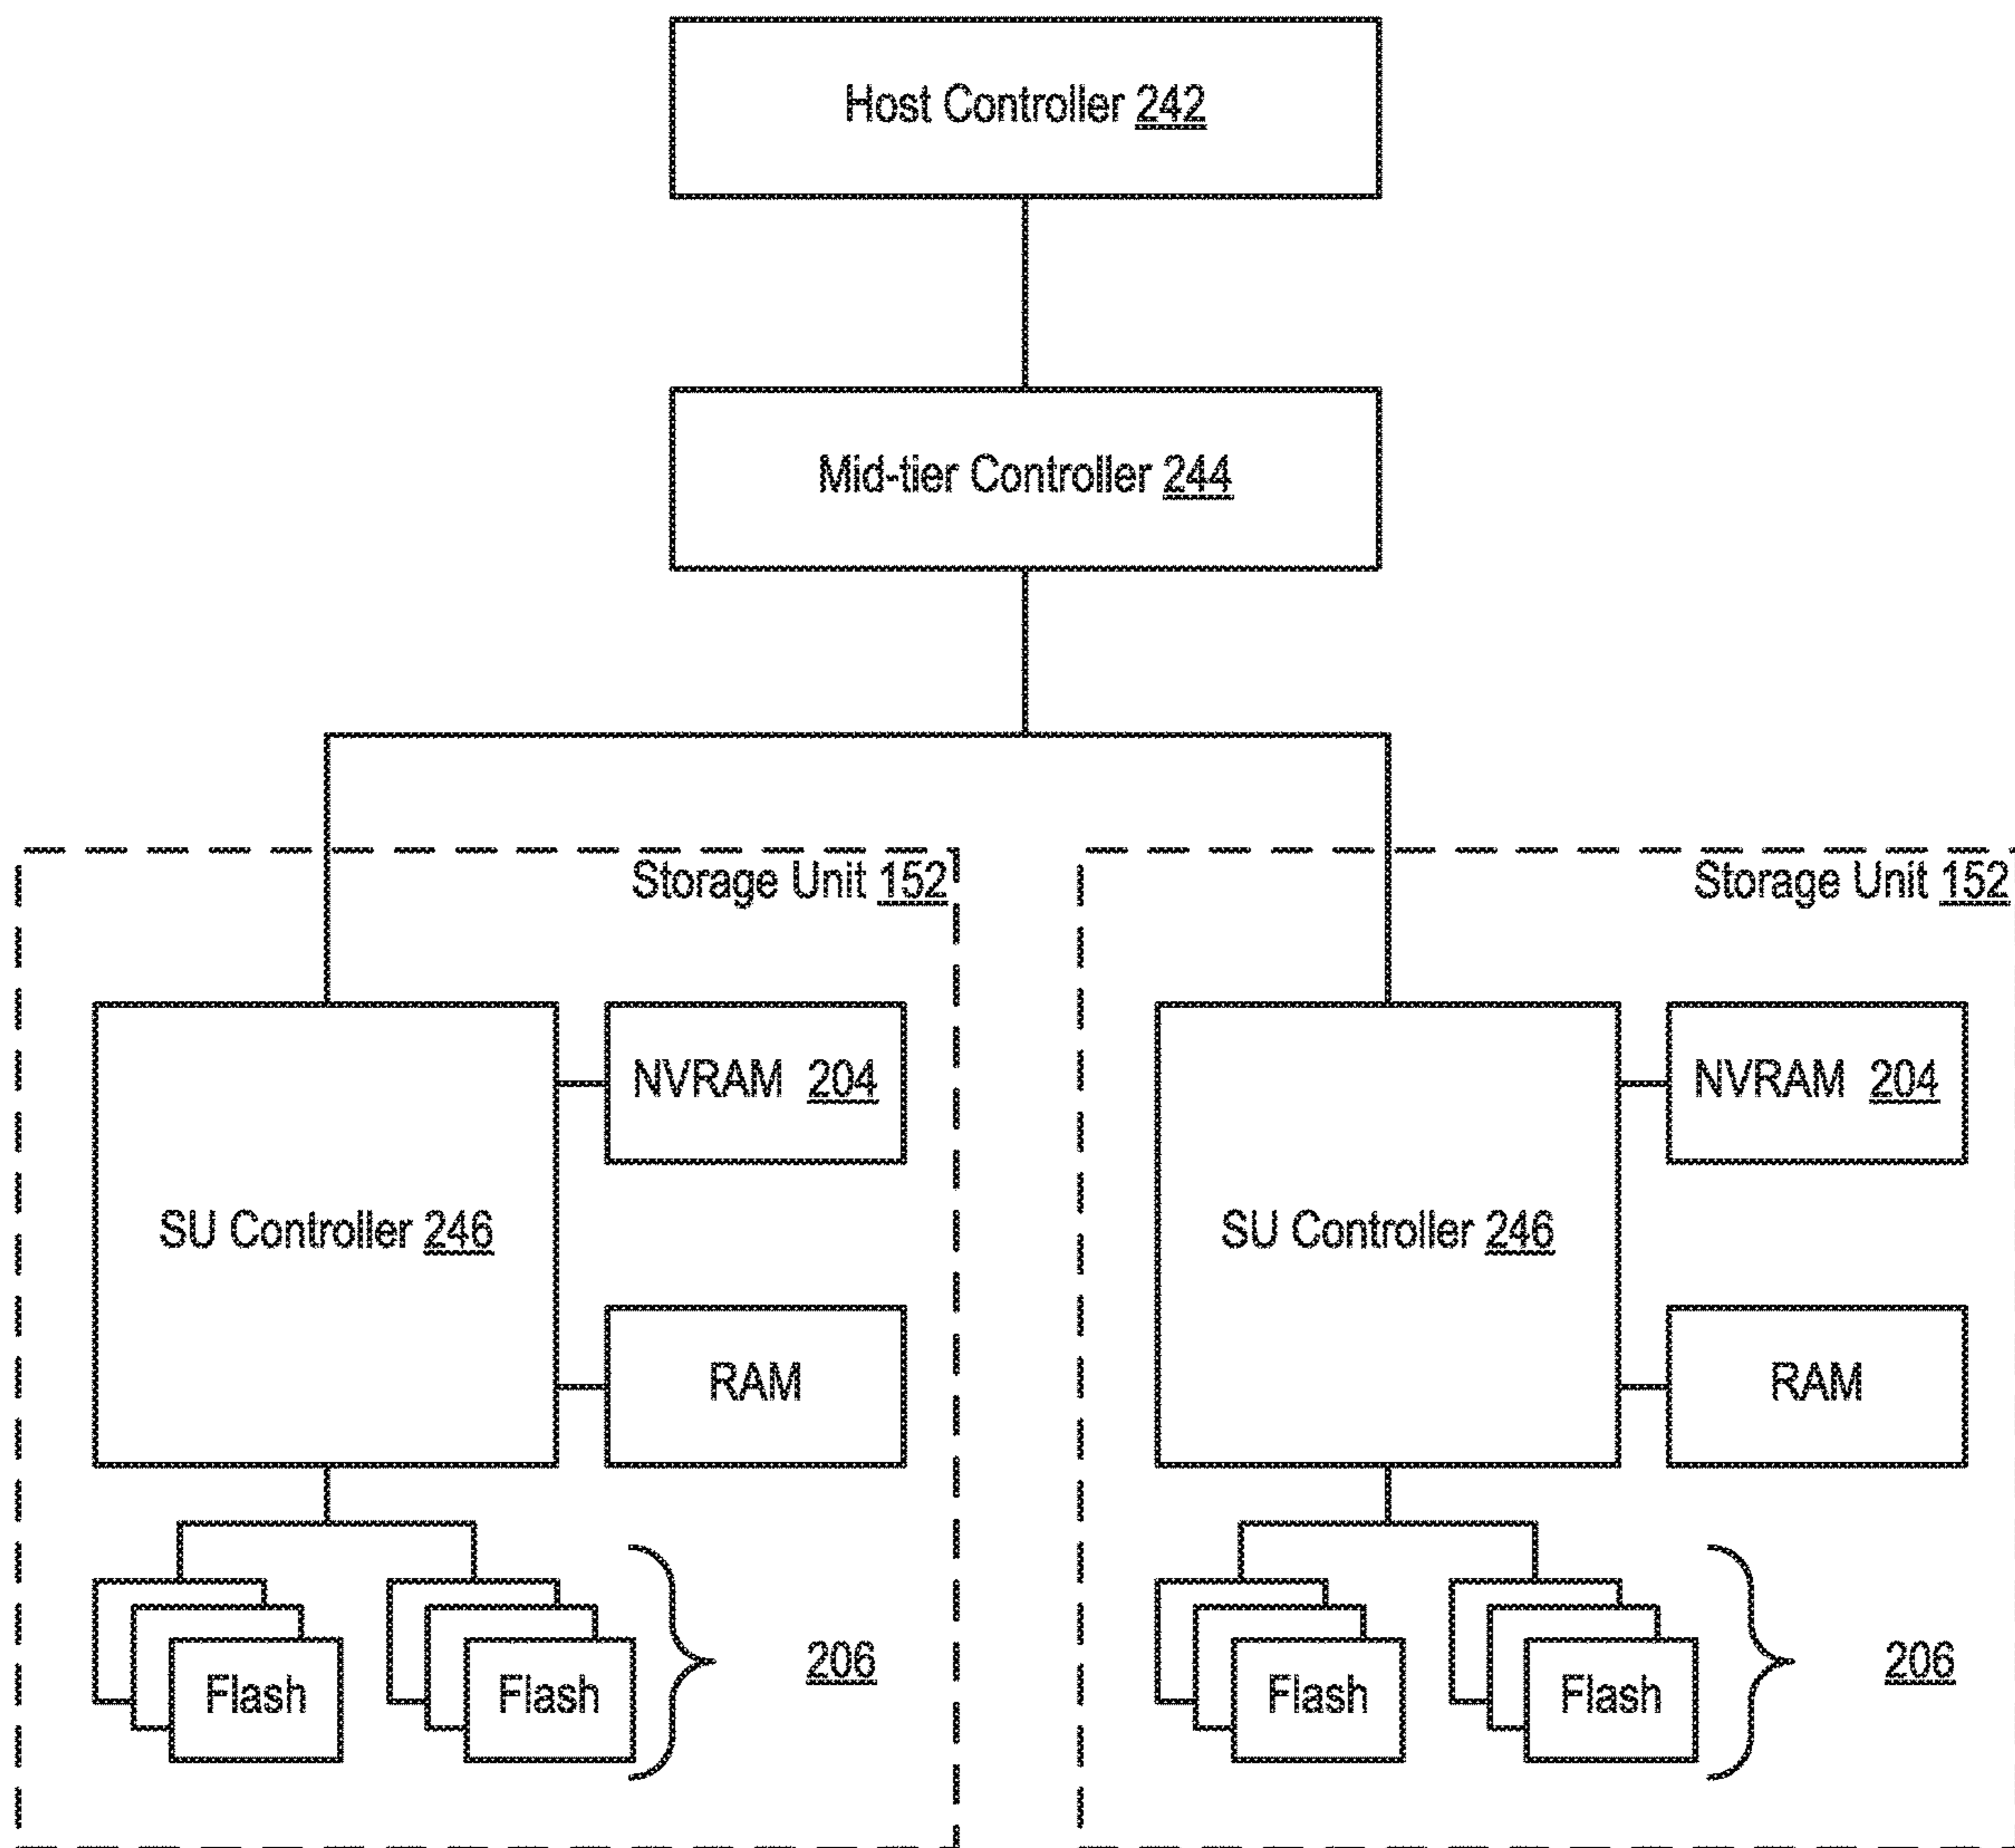 Host Controller 242
Mid-tier Controller 244
Storage Unit 152
NVRAM 204
SU Controller 246
RAM
Flash
Flash
206
Storage Unit 152
NVRAM 204
SU Controller 246
RAM
Flash
Flash
206